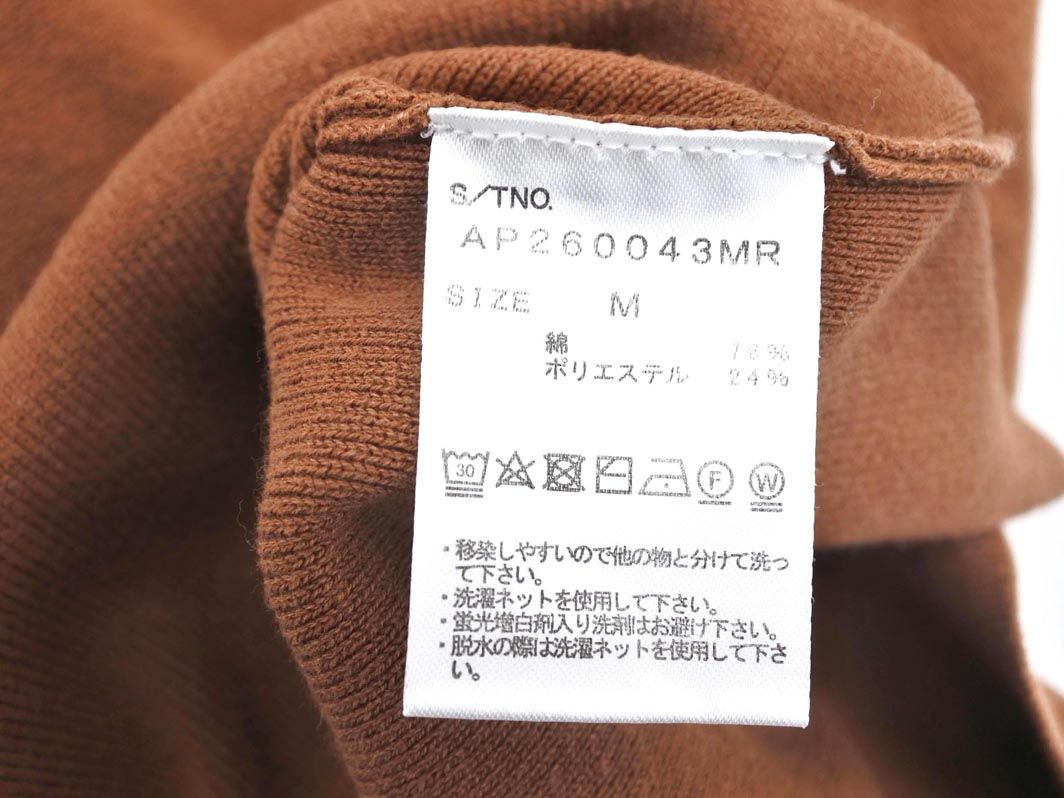 S/TNO.
AP260043MR
SIZE M
綿 76%
ポリエステル 24%
30 F W
・移染しやすいので他の物と分けて洗っ
て下さい。
・洗濯ネットを使用して下さい。
・蛍光増白剤入り洗剤はお避け下さい。
・脱水の際は洗濯ネットを使用して下さ
い。